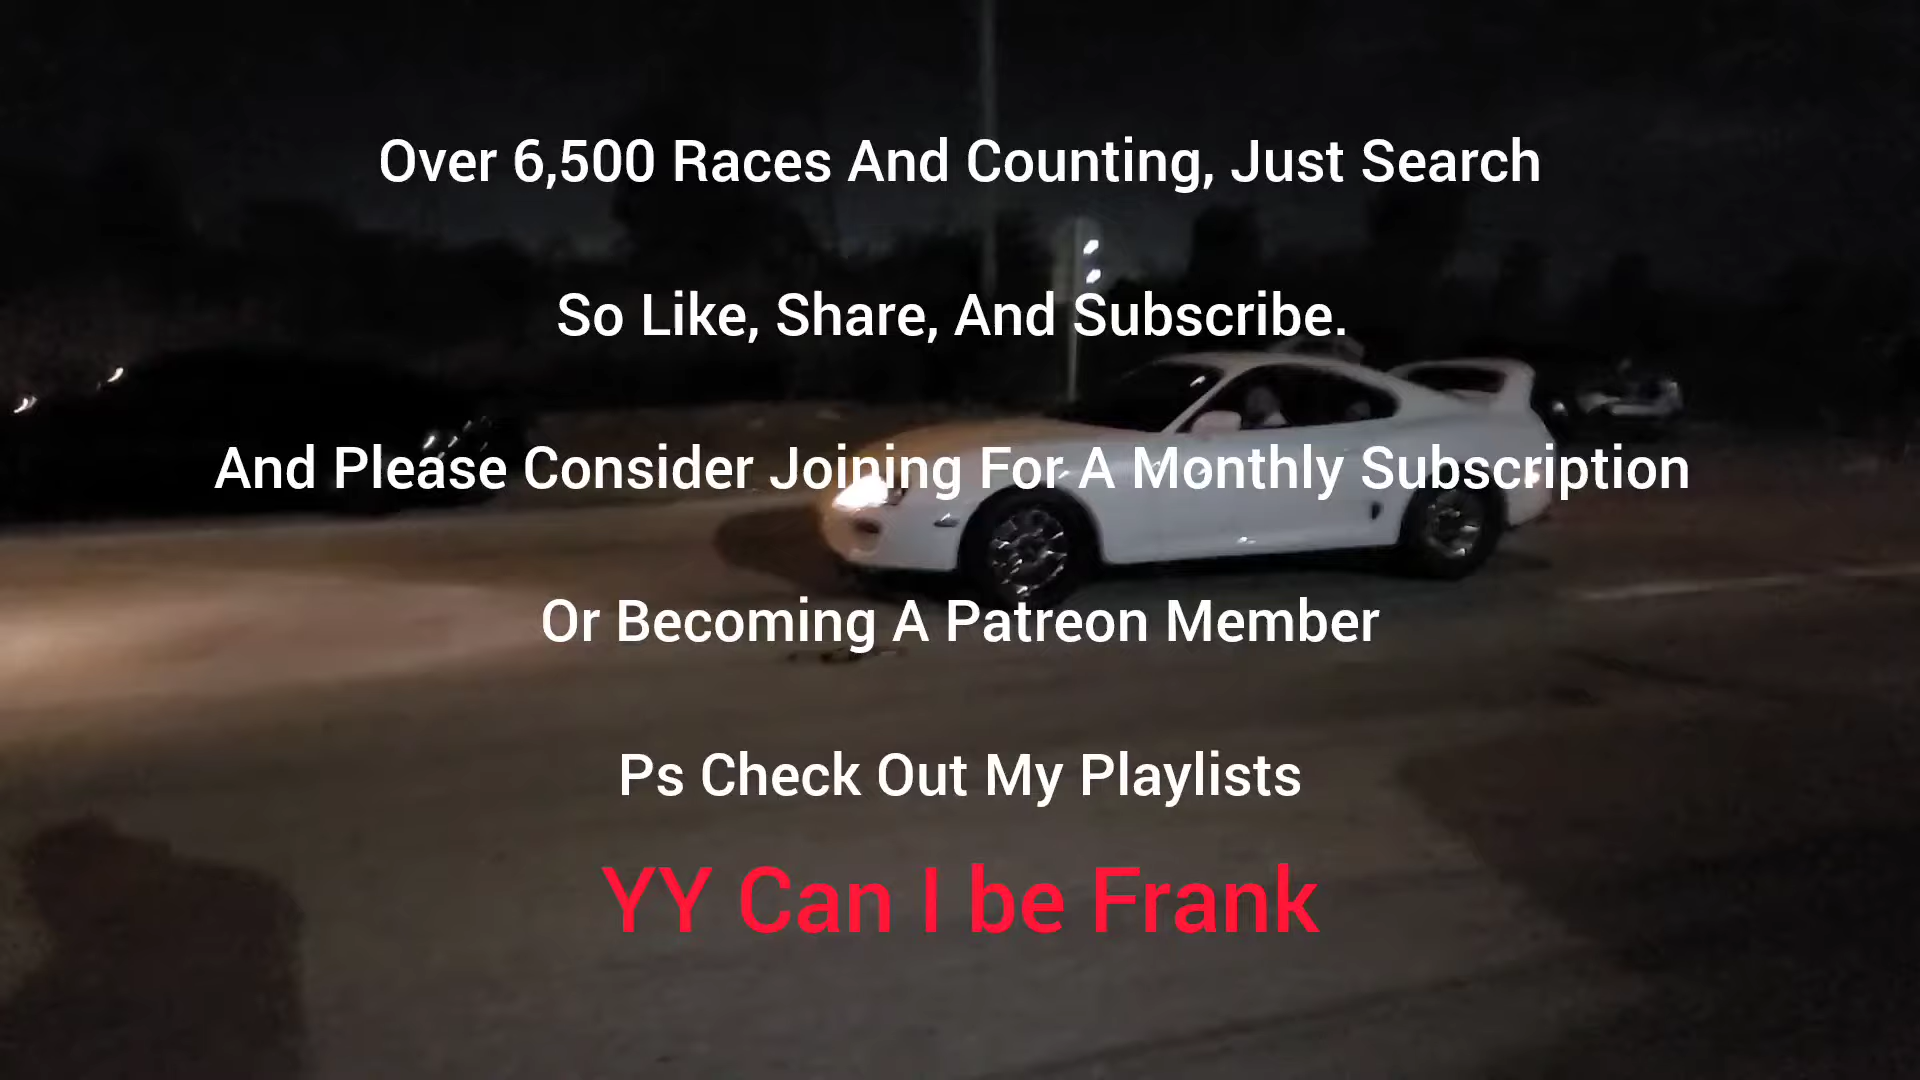 Over 6,500 Races And Counting, Just Search
So Like, Share, And Subscribe.
And Please Consider Joining For A Monthly Subscription
Or Becoming A Patreon Member
Ps Check Out My Playlists
YY Can I be Frank